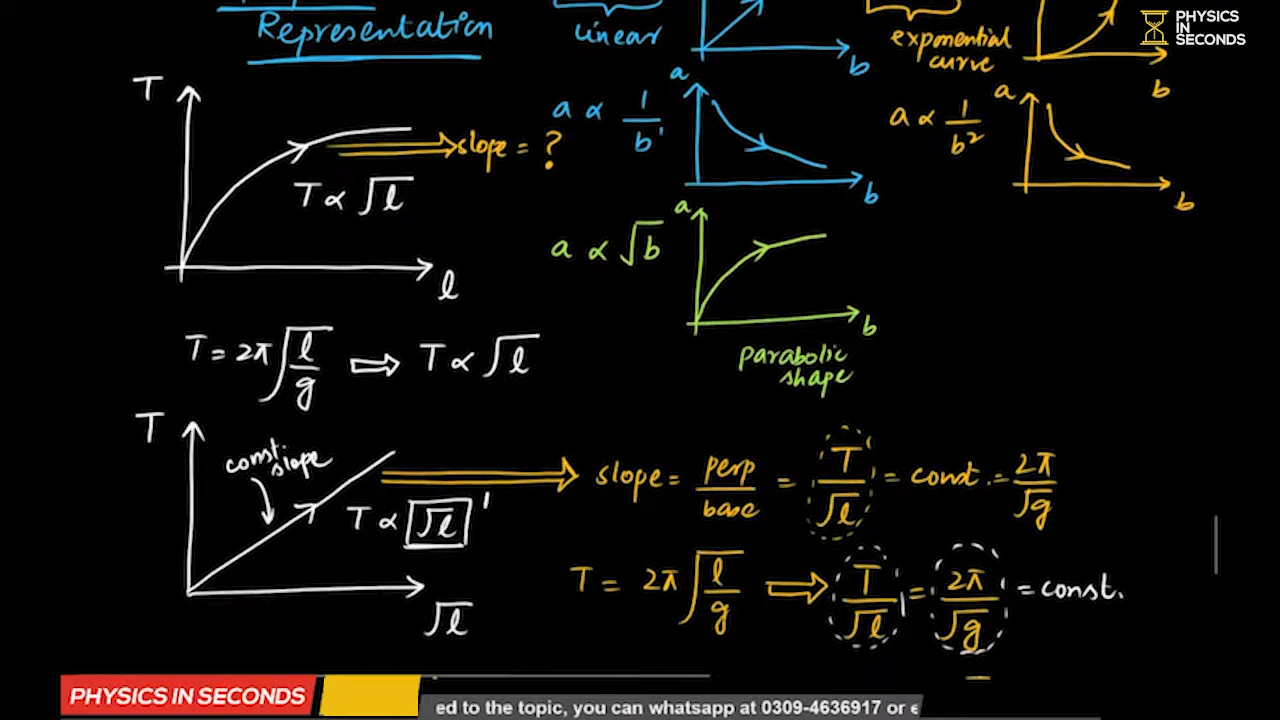 PHYSICS
IN
SECONDS
Representation
linear
b
exponential
curve
b
T
slope = ?
T ∝ √l
l
a ∝ 1/b¹
a
b
a ∝ 1/b²
a
b
a ∝ √b
a
b
parabolic
shape
T = 2π√(l/g) ⇒ T ∝ √l
T
const.
slope
T ∝ √l ¹
√l
slope = perp/base = T/√l = const. = 2π/√g
T = 2π√(l/g) ⇒ T/√l = 2π/√g = const.
PHYSICS IN SECONDS
ed to the topic, you can whatsapp at 0309-4636917 or e